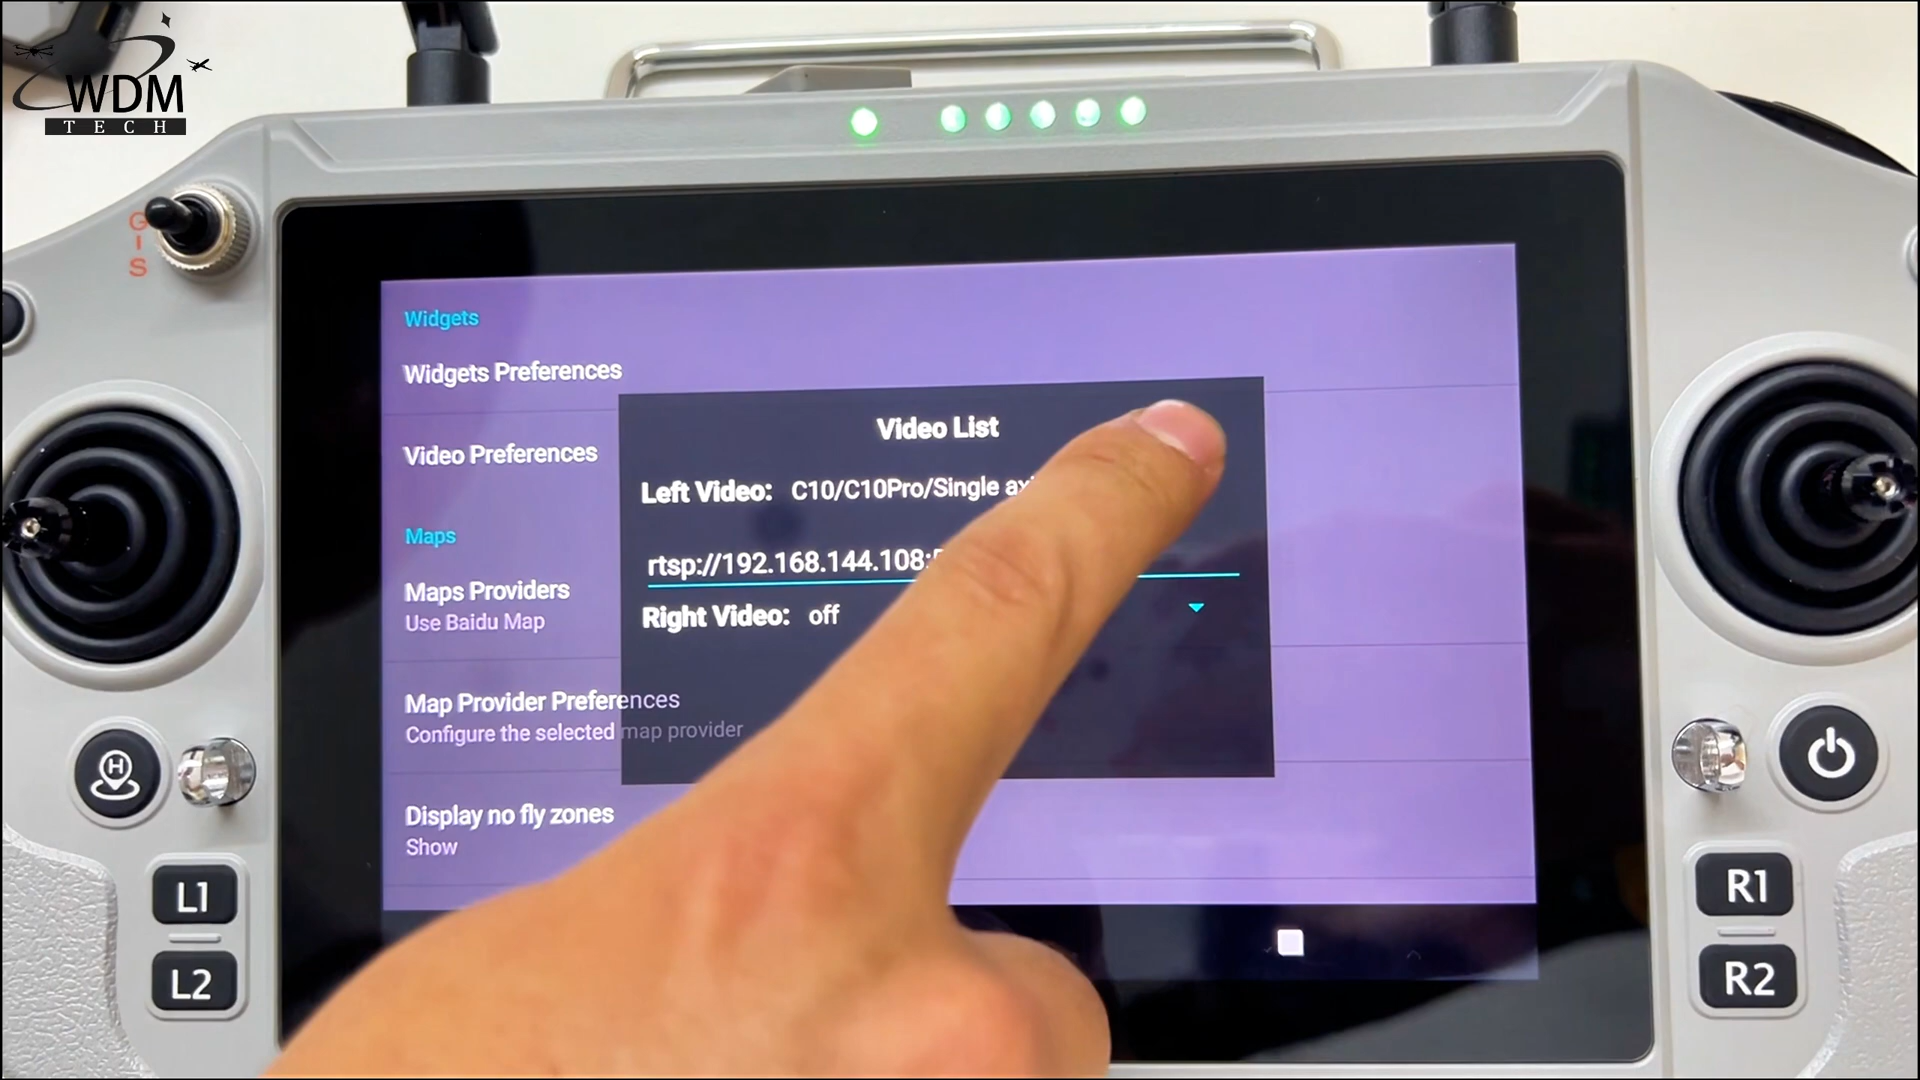 WDM
TECH
G
I
S
Widgets
Widgets Preferences
Video Preferences
Maps
Maps Providers
Use Baidu Map
Map Provider Preferences
Configure the selected map provider
Display no fly zones
Show
Video List
Left Video: C10/C10Pro/Single
rtsp://192.168.144.108:
Right Video: off
H
L1
L2
R1
R2